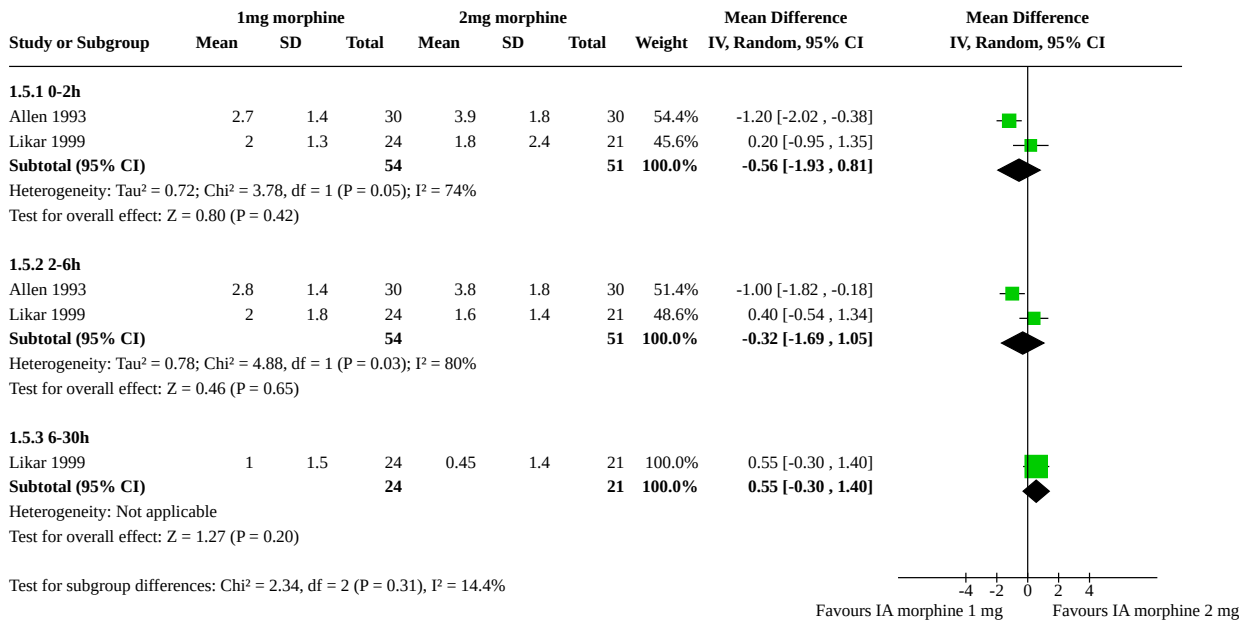 1mg morphine 2mg morphine Mean Difference Mean Difference
Study or Subgroup Mean SD Total Mean SD Total Weight IV, Random, 95% CI IV, Random, 95% CI
1.5.1 0-2h
Allen 1993 2.7 1.4 30 3.9 1.8 30 54.4% -1.20 [-2.02 , -0.38]
Likar 1999 2 1.3 24 1.8 2.4 21 45.6% 0.20 [-0.95 , 1.35]
Subtotal (95% CI) 54 51 100.0% -0.56 [-1.93 , 0.81]
Heterogeneity: Tau² = 0.72; Chi² = 3.78, df = 1 (P = 0.05); I² = 74%
Test for overall effect: Z = 0.80 (P = 0.42)
1.5.2 2-6h
Allen 1993 2.8 1.4 30 3.8 1.8 30 51.4% -1.00 [-1.82 , -0.18]
Likar 1999 2 1.8 24 1.6 1.4 21 48.6% 0.40 [-0.54 , 1.34]
Subtotal (95% CI) 54 51 100.0% -0.32 [-1.69 , 1.05]
Heterogeneity: Tau² = 0.78; Chi² = 4.88, df = 1 (P = 0.03); I² = 80%
Test for overall effect: Z = 0.46 (P = 0.65)
1.5.3 6-30h
Likar 1999 1 1.5 24 0.45 1.4 21 100.0% 0.55 [-0.30 , 1.40]
Subtotal (95% CI) 24 21 100.0% 0.55 [-0.30 , 1.40]
Heterogeneity: Not applicable
Test for overall effect: Z = 1.27 (P = 0.20)
Test for subgroup differences: Chi² = 2.34, df = 2 (P = 0.31), I² = 14.4%
-4 -2 0 2 4
Favours IA morphine 1 mg Favours IA morphine 2 mg